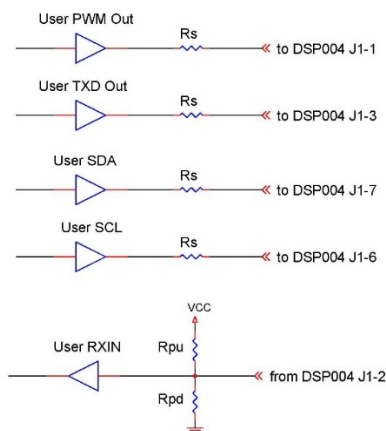 User PWM Out
Rs
to DSP004 J1-1
User TXD Out
Rs
to DSP004 J1-3
User SDA
Rs
to DSP004 J1-7
User SCL
Rs
to DSP004 J1-6
VCC
User RXIN
Rpu
from DSP004 J1-2
Rpd